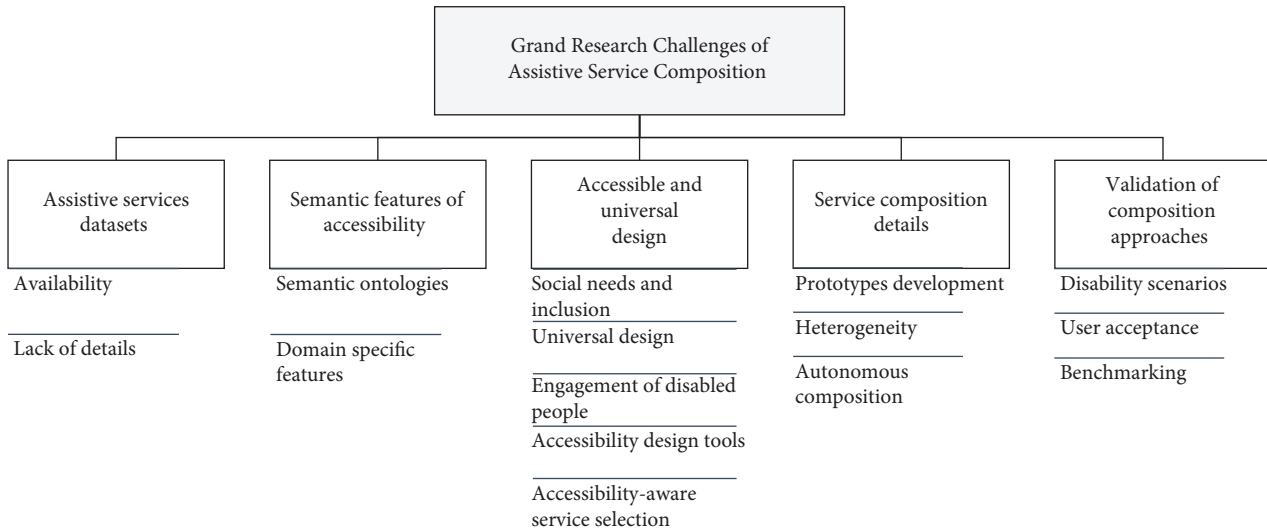 Grand Research Challenges of
Assistive Service Composition
Assistive services
datasets
Availability
Lack of details
Semantic features of
accessibility
Semantic ontologies
Domain specific
features
Accessible and
universal
design
Social needs and
inclusion
Universal design
Engagement of disabled
people
Accessibility design tools
Accessibility-aware
service selection
Service composition
details
Prototypes development
Heterogeneity
Autonomous
composition
Validation of
composition
approaches
Disability scenarios
User acceptance
Benchmarking